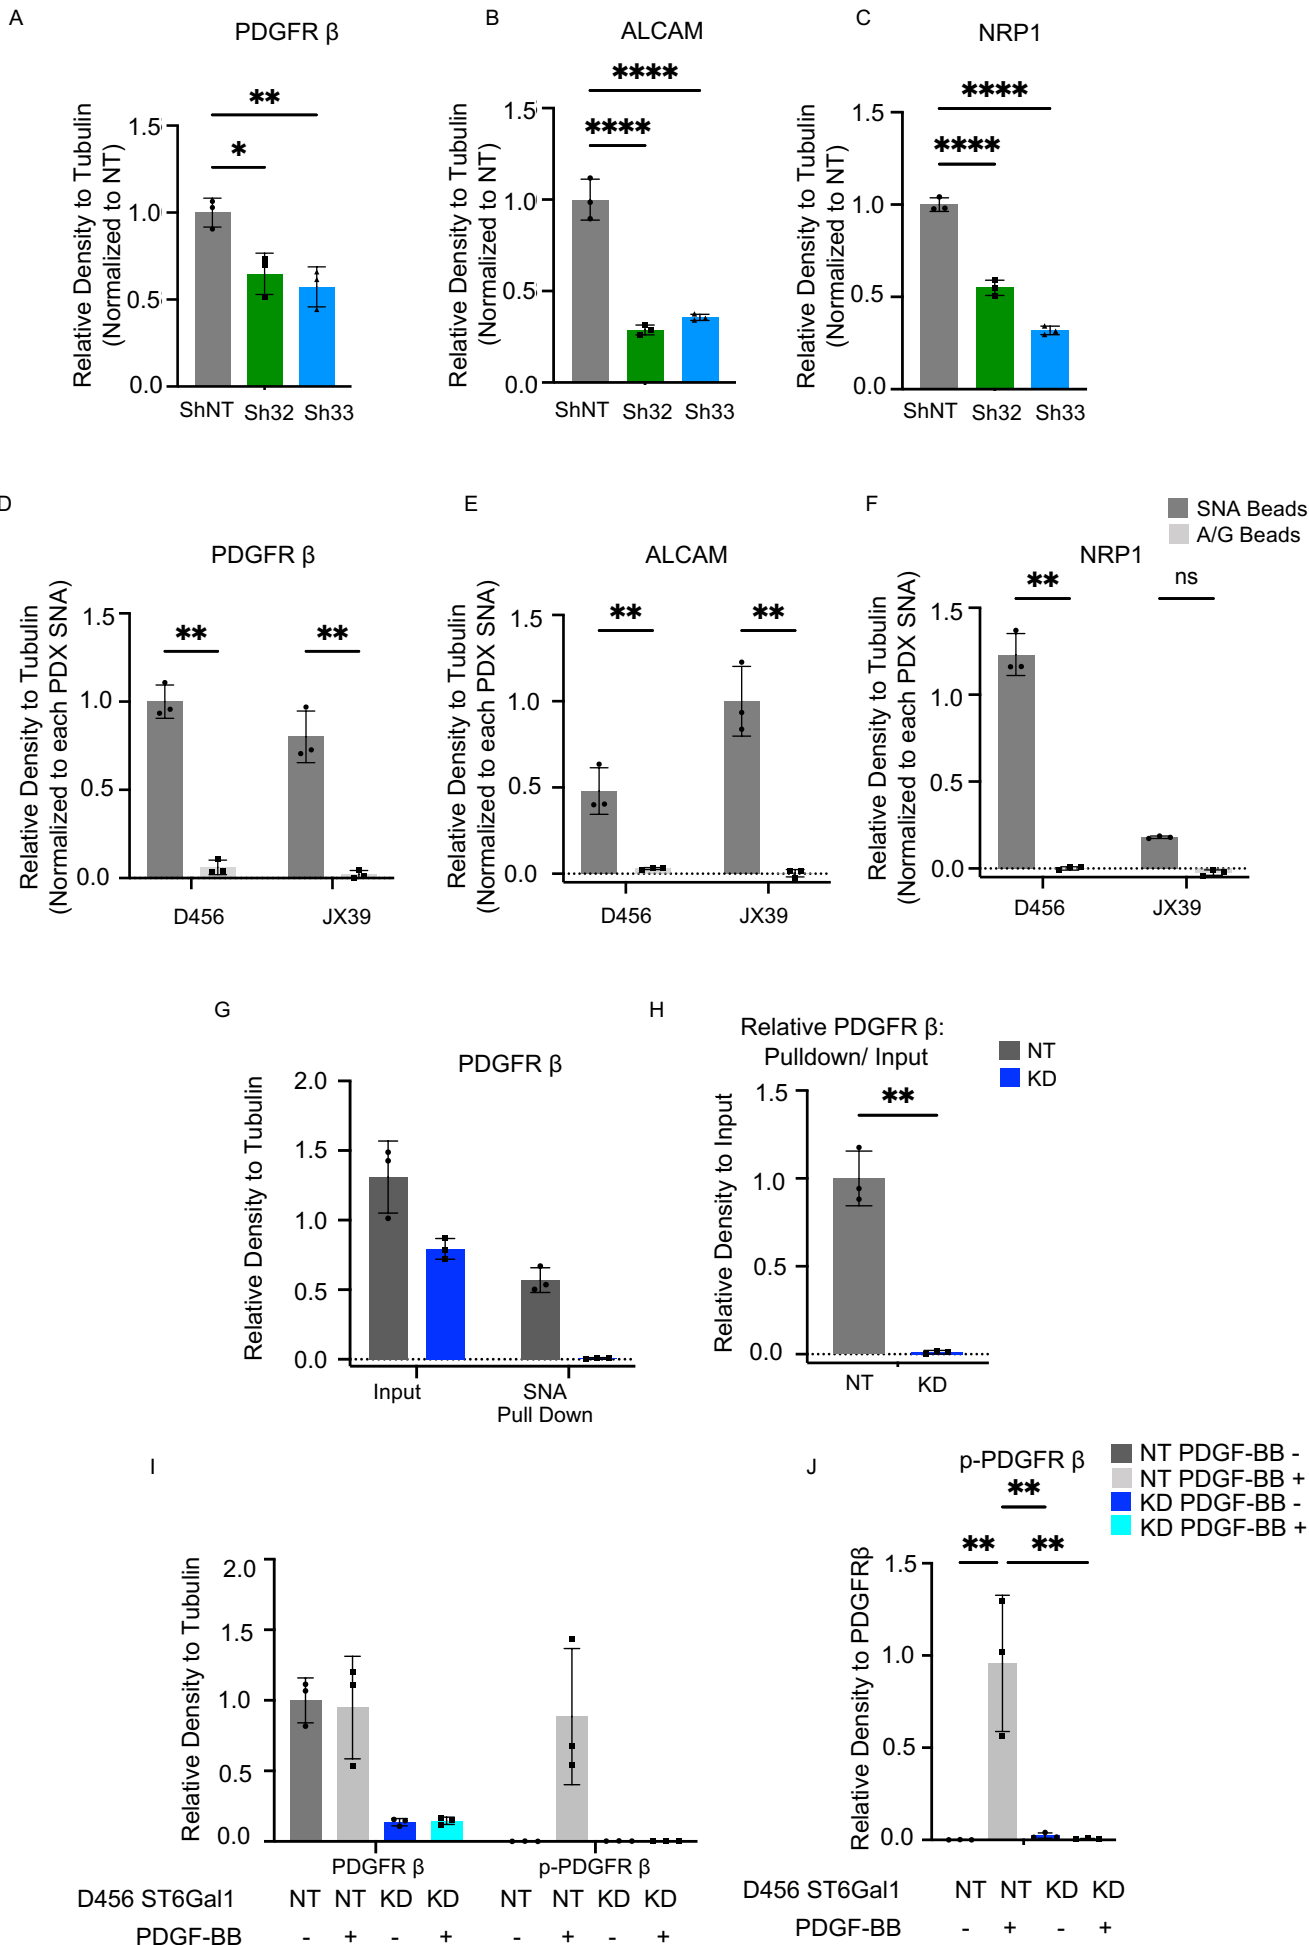 A
PDGFR β
Relative Density to Tubulin
(Normalized to NT)
1.5
1.0
0.5
0.0
**
*
ShNT Sh32 Sh33
B
ALCAM
Relative Density to Tubulin
(Normalized to NT)
1.5
1.0
0.5
0.0
****
****
ShNT Sh32 Sh33
C
NRP1
Relative Density to Tubulin
(Normalized to NT)
1.5
1.0
0.5
0.0
****
****
ShNT Sh32 Sh33
D
PDGFR β
Relative Density to Tubulin
(Normalized to each PDX SNA)
1.5
1.0
0.5
0.0
** **
D456 JX39
E
ALCAM
Relative Density to Tubulin
(Normalized to each PDX SNA)
1.5
1.0
0.5
0.0
** **
D456 JX39
F
SNA Beads
A/G Beads
NRP1
Relative Density to Tubulin
(Normalized to each PDX SNA)
1.5
1.0
0.5
0.0
** ns
D456 JX39
G
PDGFR β
Relative Density to Tubulin
2.0
1.5
1.0
0.5
0.0
Input SNA
Pull Down
H
Relative PDGFR β:
Pulldown/ Input
NT
KD
Relative Density to Input
1.5
1.0
0.5
0.0
**
NT KD
I
Relative Density to Tubulin
2.0
1.5
1.0
0.5
0.0
PDGFR β p-PDGFR β
D456 ST6Gal1 NT NT KD KD NT NT KD KD
PDGF-BB - + - + - + - +
J
p-PDGFR β
NT PDGF-BB -
NT PDGF-BB +
KD PDGF-BB -
KD PDGF-BB +
**
** **
Relative Density to PDGFRβ
1.5
1.0
0.5
0.0
D456 ST6Gal1 NT NT KD KD
PDGF-BB - + - +